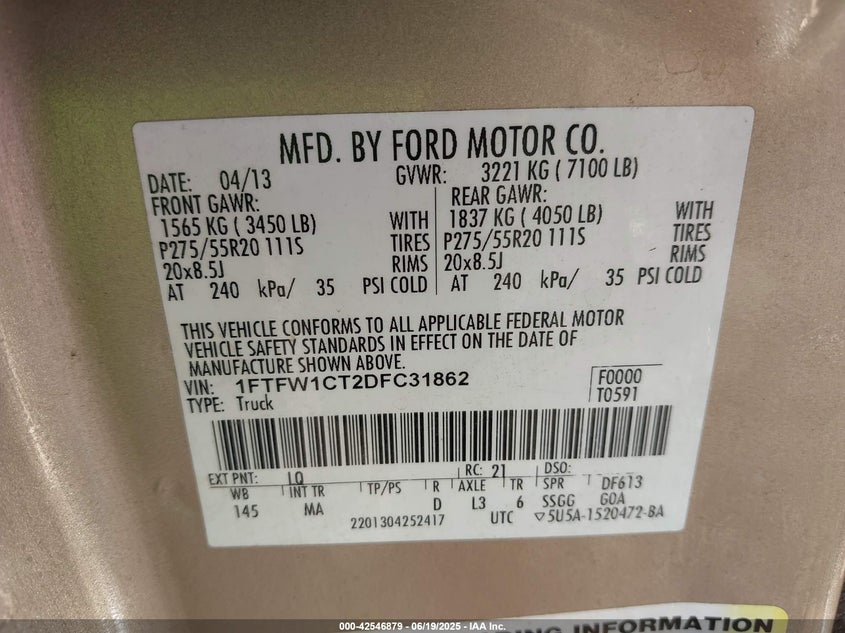 MFD. BY FORD MOTOR CO.
DATE: 04/13 GVWR: 3221 KG ( 7100 LB)
FRONT GAWR: REAR GAWR:
1565 KG ( 3450 LB) WITH 1837 KG ( 4050 LB) WITH
P275/55R20 111S TIRES P275/55R20 111S TIRES
20x8.5J RIMS 20x8.5J RIMS
AT 240 kPa/ 35 PSI COLD AT 240 kPa/ 35 PSI COLD
THIS VEHICLE CONFORMS TO ALL APPLICABLE FEDERAL MOTOR
VEHICLE SAFETY STANDARDS IN EFFECT ON THE DATE OF
MANUFACTURE SHOWN ABOVE.
VIN: 1FTFW1CT2DFC31862 F0000
TYPE: Truck T0591
EXT PNT: LQ RC: 21 DSO:
WB INT TR TP/PS R AXLE TR SPR DF613
145 MA D L3 6 SSGG GOA
2201304252417 UTC ▽5U5A-1520472-BA
ING INFORMATION
000-42546879 - 06/19/2025 - IAA Inc.